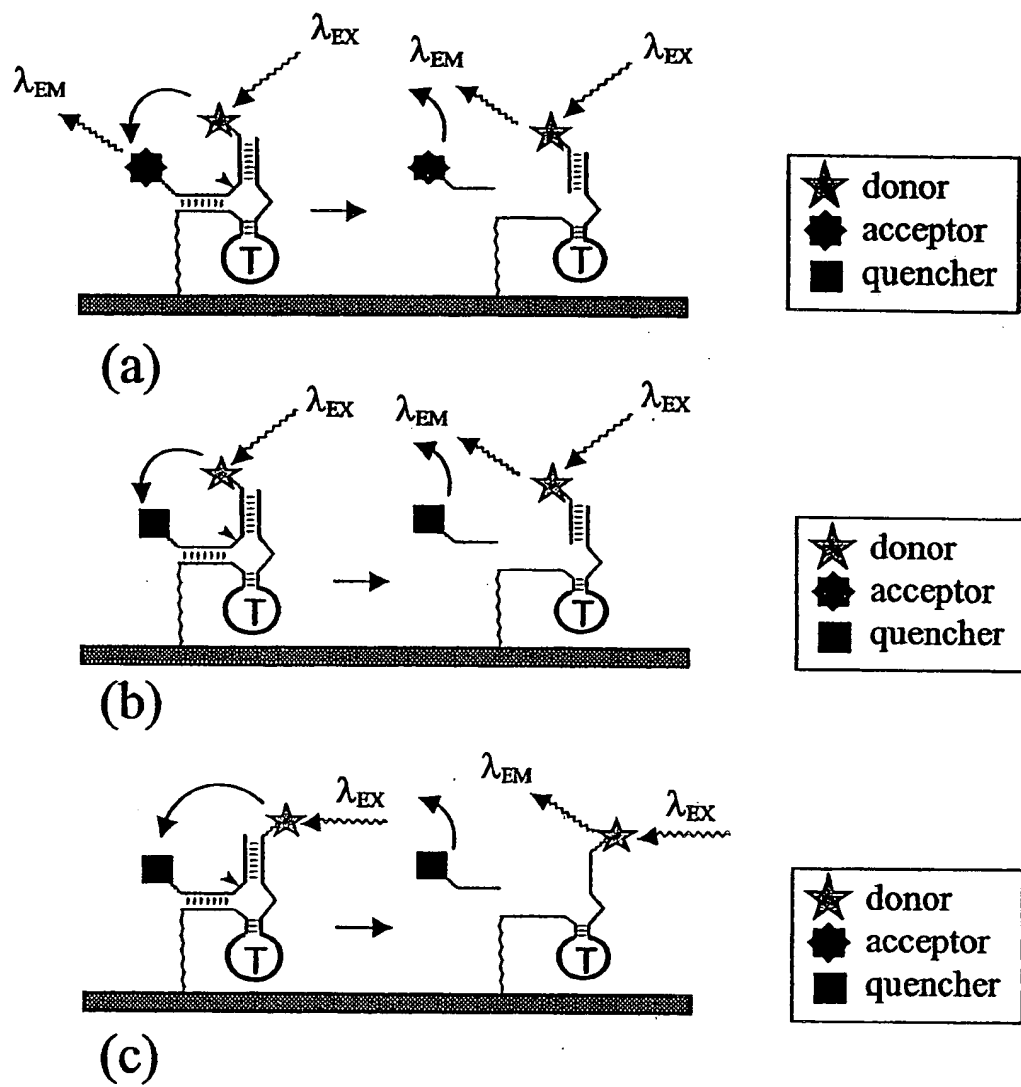 λEX
λEM
λEM
λEX
T
T
donor
acceptor
quencher
(a)
λEX
λEM
λEX
T
T
donor
acceptor
quencher
(b)
λEX
λEM
λEX
T
T
donor
acceptor
quencher
(c)